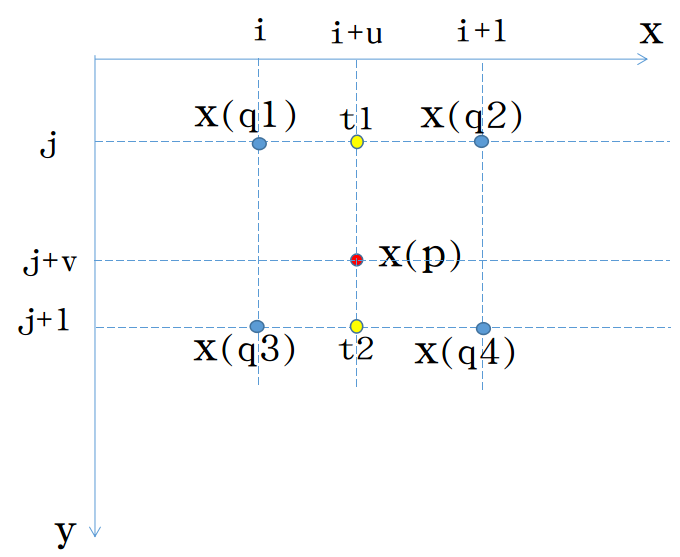 i i+u i+1 x
x(q1) t1 x(q2)
j
j+v x(p)
j+1
x(q3) t2 x(q4)
y